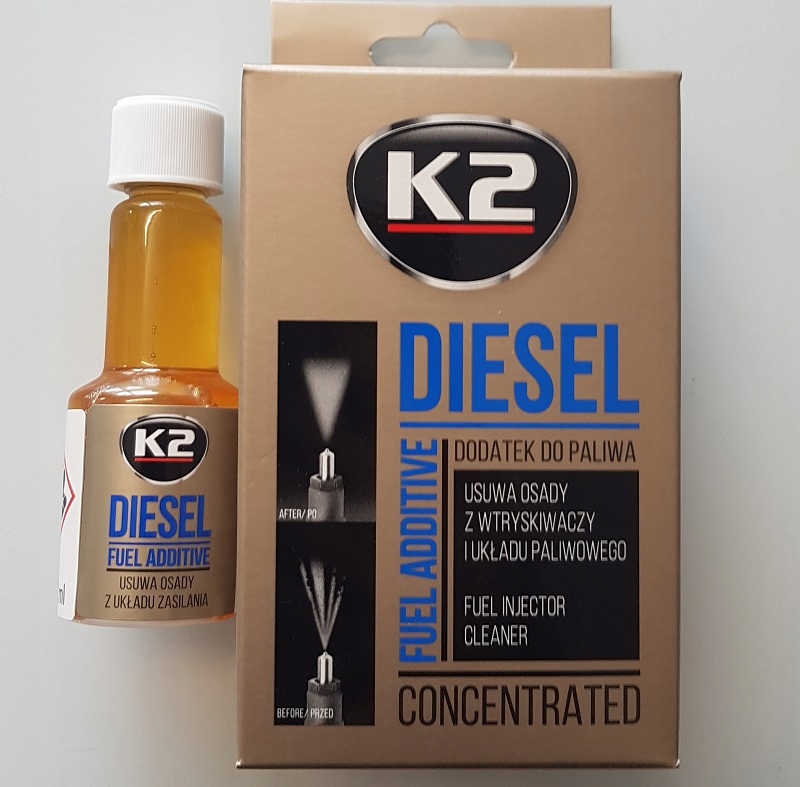 K2
DIESEL
FUEL ADDITIVE
DODATEK DO PALIWA
USUWA OSADY
Z WTRYSKIWACZY
I UKŁADU PALIWOWEGO
FUEL INJECTOR
CLEANER
CONCENTRATED
AFTER/ PO
BEFORE/ PRZED
K2
DIESEL
FUEL ADDITIVE
USUWA OSADY
Z UKŁADU ZASILANIA
ml